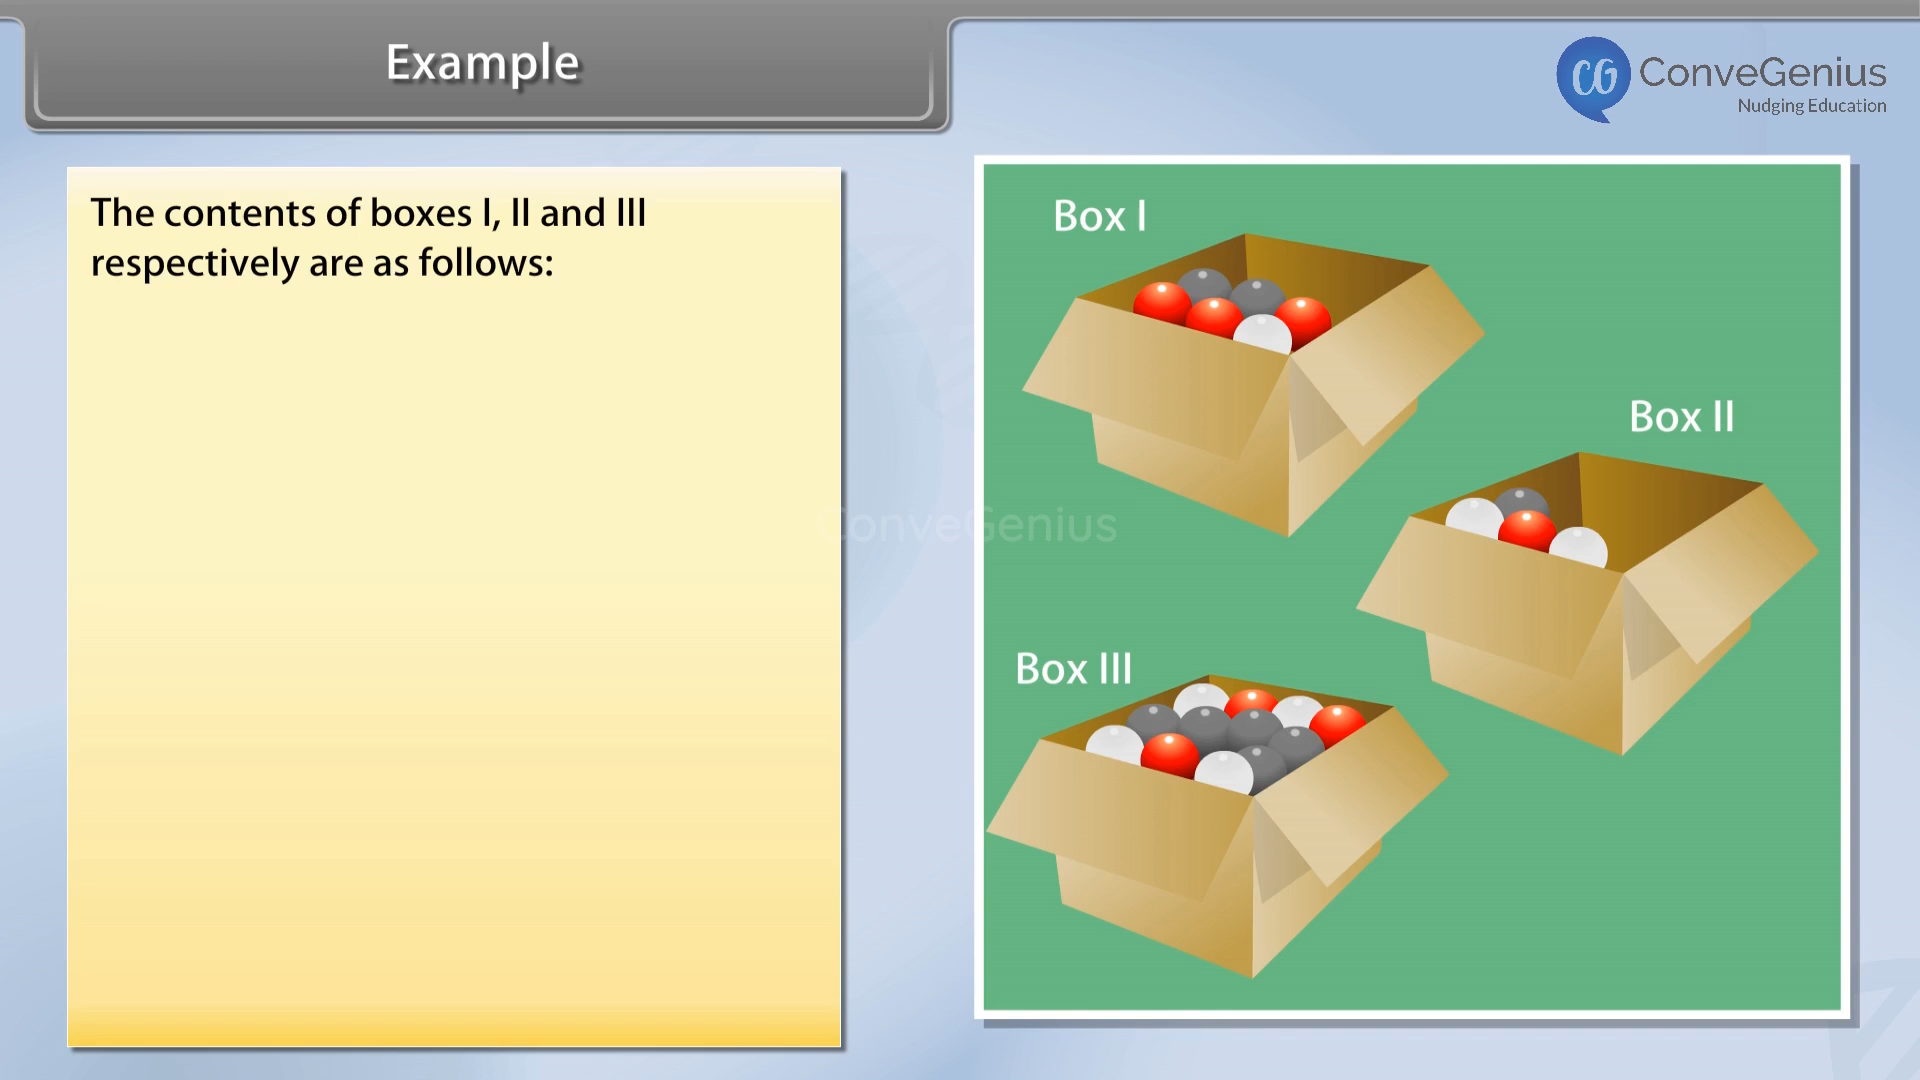 Example
CG ConveGenius
Nudging Education
The contents of boxes I, II and III
respectively are as follows:
Box I
Box II
ConveGenius
Box III